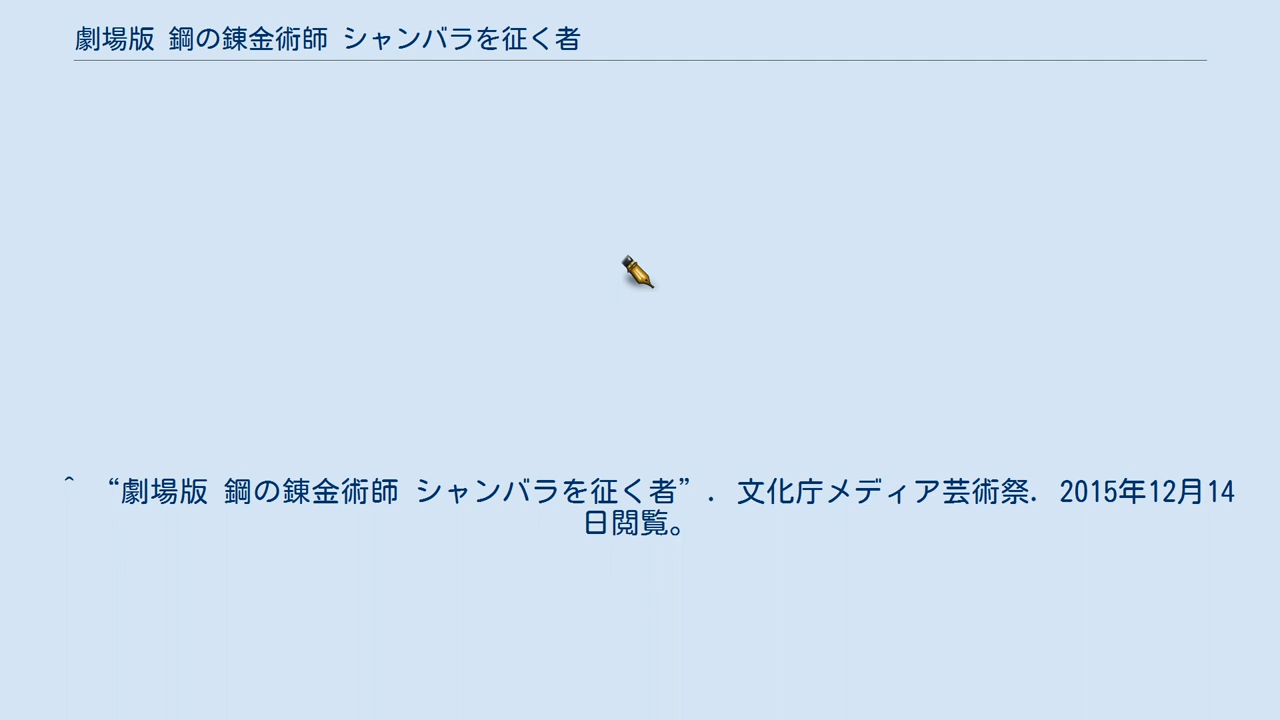 劇場版 鋼の錬金術師 シャンバラを征く者
^ “劇場版 鋼の錬金術師 シャンバラを征く者”. 文化庁メディア芸術祭. 2015年12月14
日閲覧。